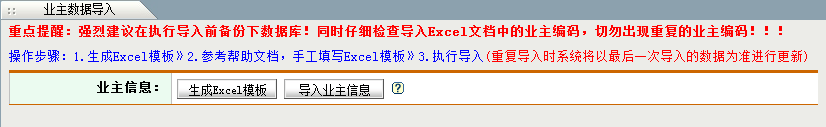 业主数据导入
重点提醒：强烈建议在执行导入前备份下数据库！同时仔细检查导入Excel文档中的业主编码，切勿出现重复的业主编码！！！
操作步骤：1.生成Excel模板》2.参考帮助文档，手工填写Excel模板》3.执行导入(重复导入时系统将以最后一次导入的数据为准进行更新)
业主信息： 生成Excel模板 导入业主信息 ?